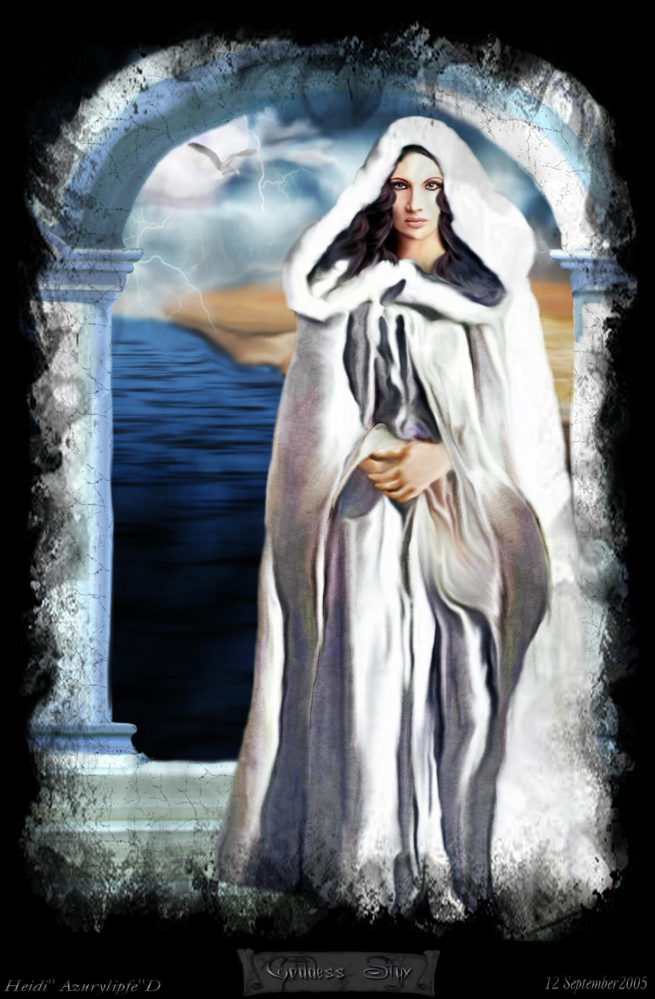 Goddess Styx
Heidi" Azurylipfe"D
12 September2005